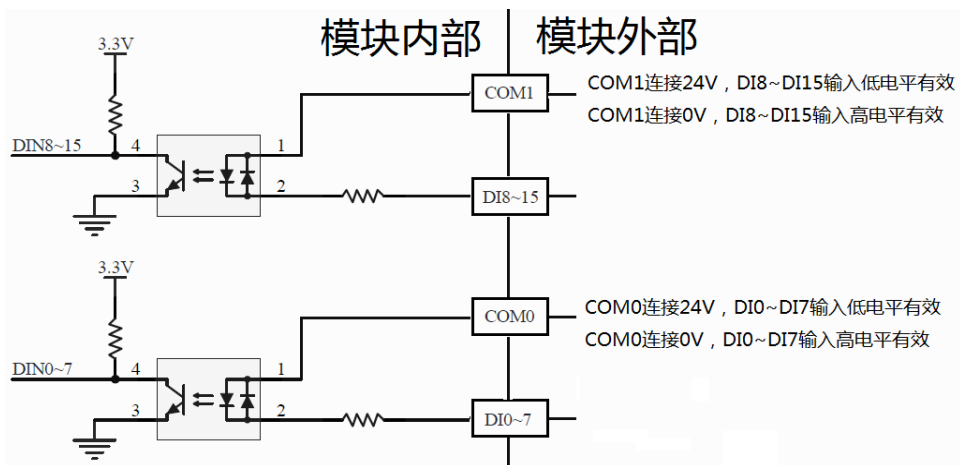 模块内部
模块外部
3.3V
COM1
COM1连接24V，DI8~DI15输入低电平有效
COM1连接0V，DI8~DI15输入高电平有效
DIN8~15
4
1
3
2
DI8~15
3.3V
COM0
COM0连接24V，DI0~DI7输入低电平有效
COM0连接0V，DI0~DI7输入高电平有效
DIN0~7
4
1
3
2
DI0~7